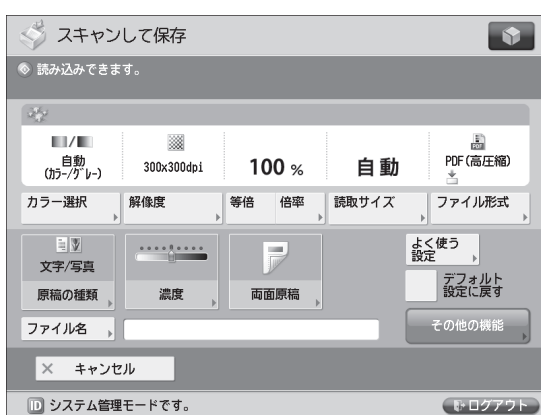 スキャンして保存
読み込みできます。
自動
(カラー/グレー)
300x300dpi
100 %
自動
PDF(高圧縮)
カラー選択
解像度
等倍
倍率
読取サイズ
ファイル形式
文字/写真
原稿の種類
濃度
両面原稿
よく使う
設定
デフォルト
設定に戻す
ファイル名
その他の機能
× キャンセル
ID システム管理モードです。
ログアウト